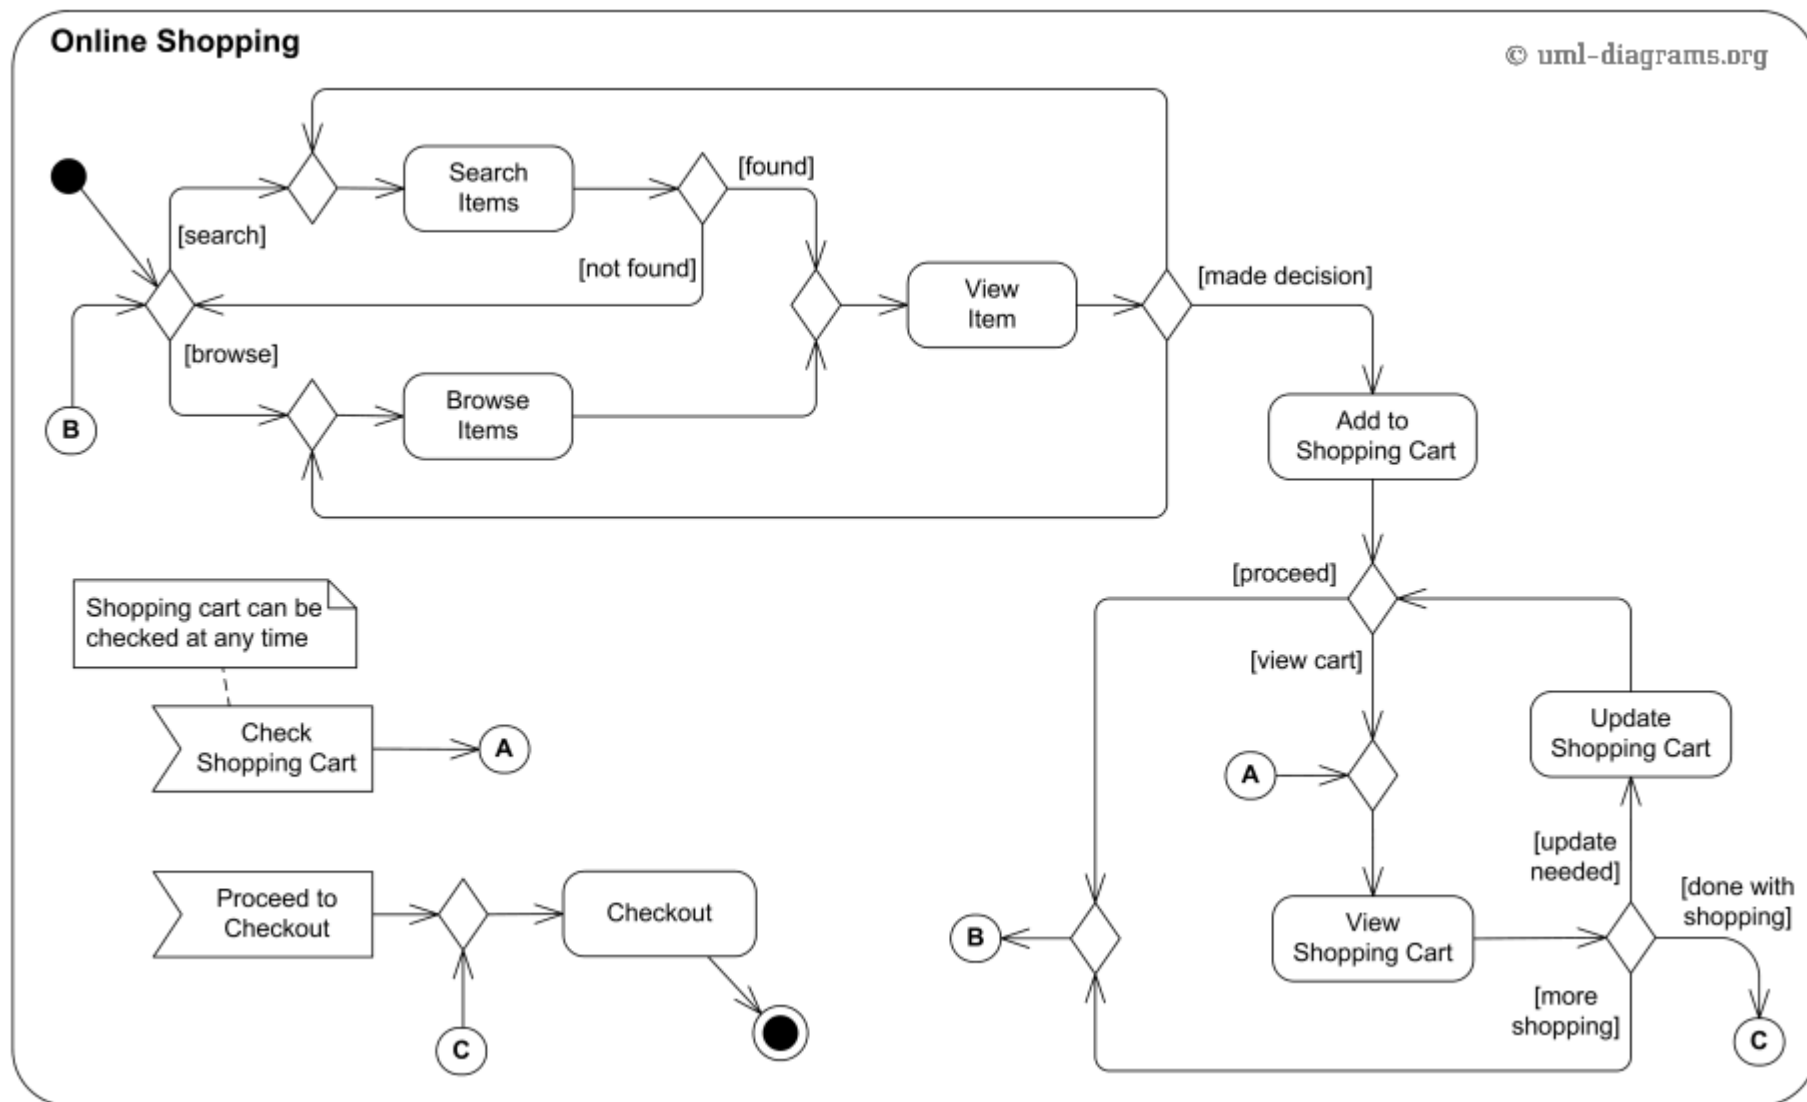 Online Shopping
© uml-diagrams.org
Search
Items
[found]
[search]
[not found]
[made decision]
View
Item
[browse]
Browse
Items
B
Add to
Shopping Cart
[proceed]
Shopping cart can be
checked at any time
[view cart]
Check
Shopping Cart
A
A
Update
Shopping Cart
[update
needed]
[done with
shopping]
Proceed to
Checkout
Checkout
B
View
Shopping Cart
[more
shopping]
C
C